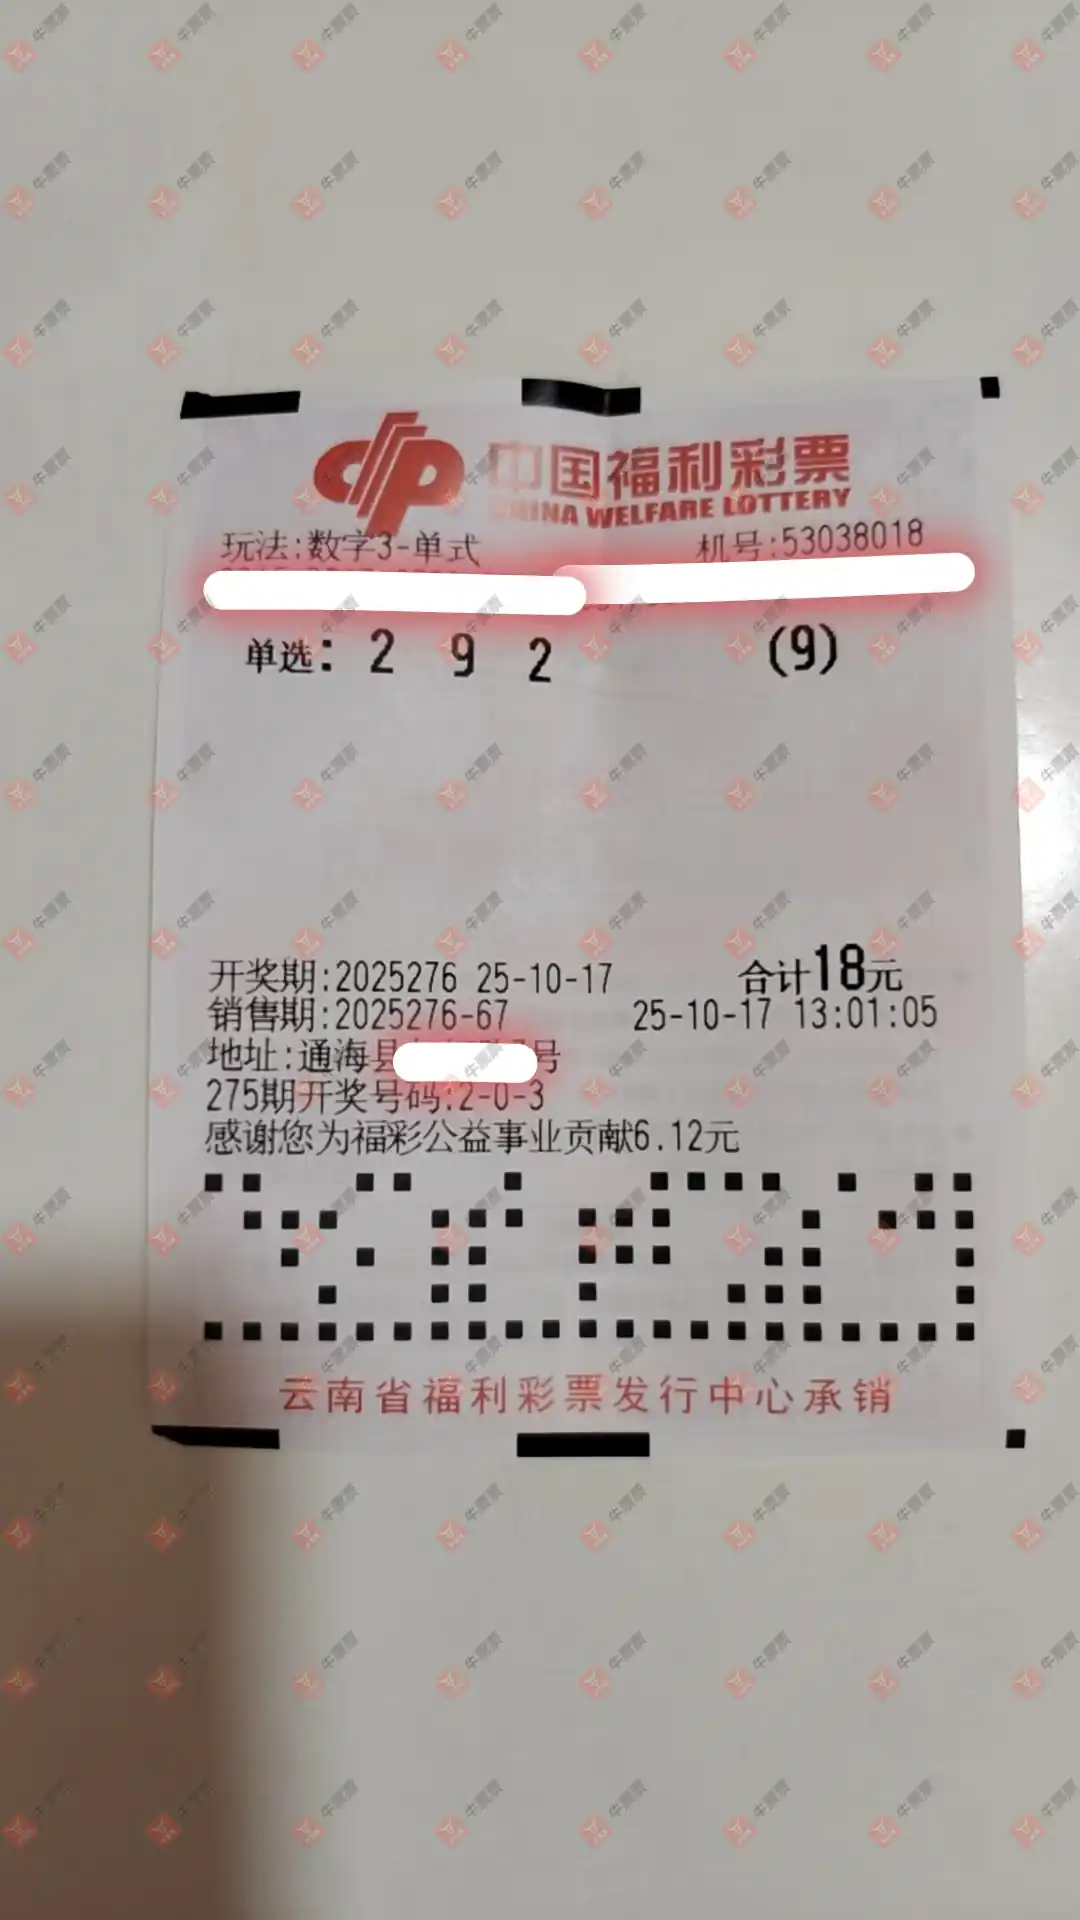 中国福利彩票
CHINA WELFARE LOTTERY
玩法:数字3-单式 机号:53038018
单选: 2 9 2 (9)
开奖期:2025276 25-10-17 合计18元
销售期:2025276-67 25-10-17 13:01:05
地址:通海县 号
275期开奖号码:2-0-3
感谢您为福彩公益事业贡献6.12元
云南省福利彩票发行中心承销
牛票票